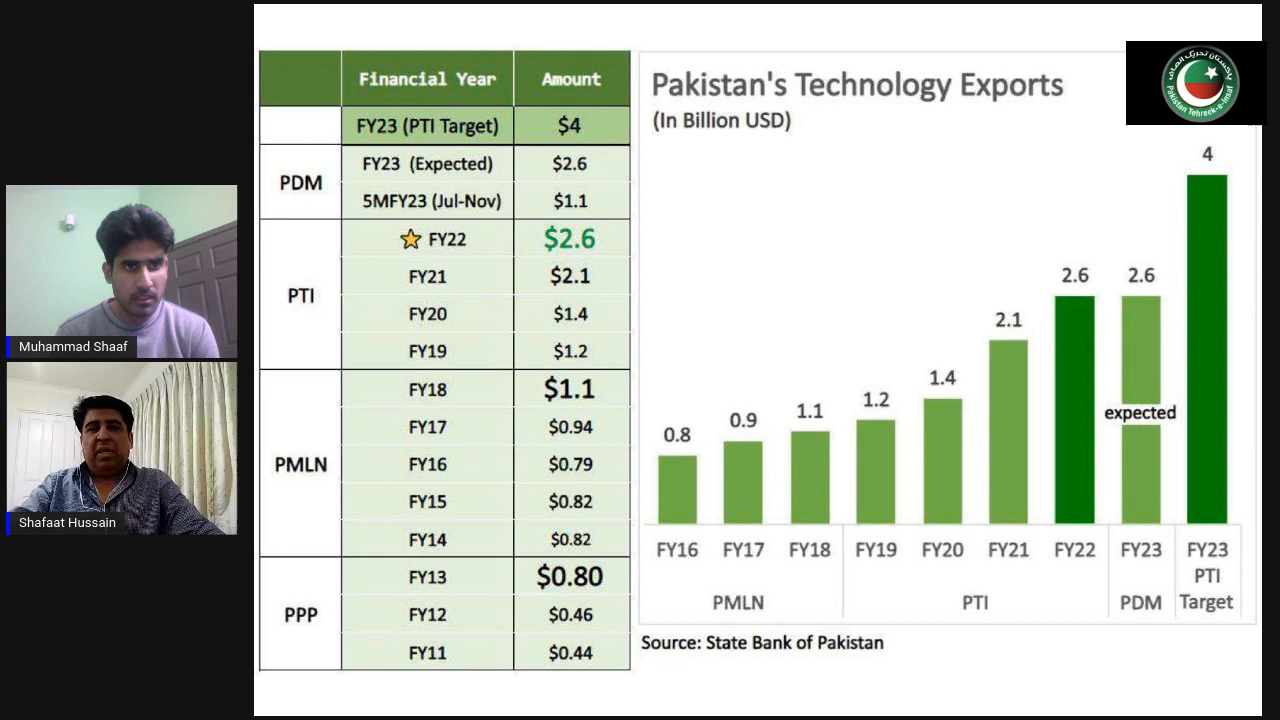 Muhammad Shaaf
Shafaat Hussain
Financial Year Amount
FY23 (PTI Target) $4
PDM
FY23 (Expected) $2.6
5MFY23 (Jul-Nov) $1.1
PTI
FY22 $2.6
FY21 $2.1
FY20 $1.4
FY19 $1.2
PMLN
FY18 $1.1
FY17 $0.94
FY16 $0.79
FY15 $0.82
FY14 $0.82
PPP
FY13 $0.80
FY12 $0.46
FY11 $0.44
Pakistan's Technology Exports
(In Billion USD)
0.8 0.9 1.1 1.2 1.4 2.1 2.6 2.6 4
expected
FY16 FY17 FY18 FY19 FY20 FY21 FY22 FY23 FY23
PTI
Target
PMLN PTI PDM
Source: State Bank of Pakistan
پاکستان تحریک انصاف
Pakistan Tehreek-e-Insaf